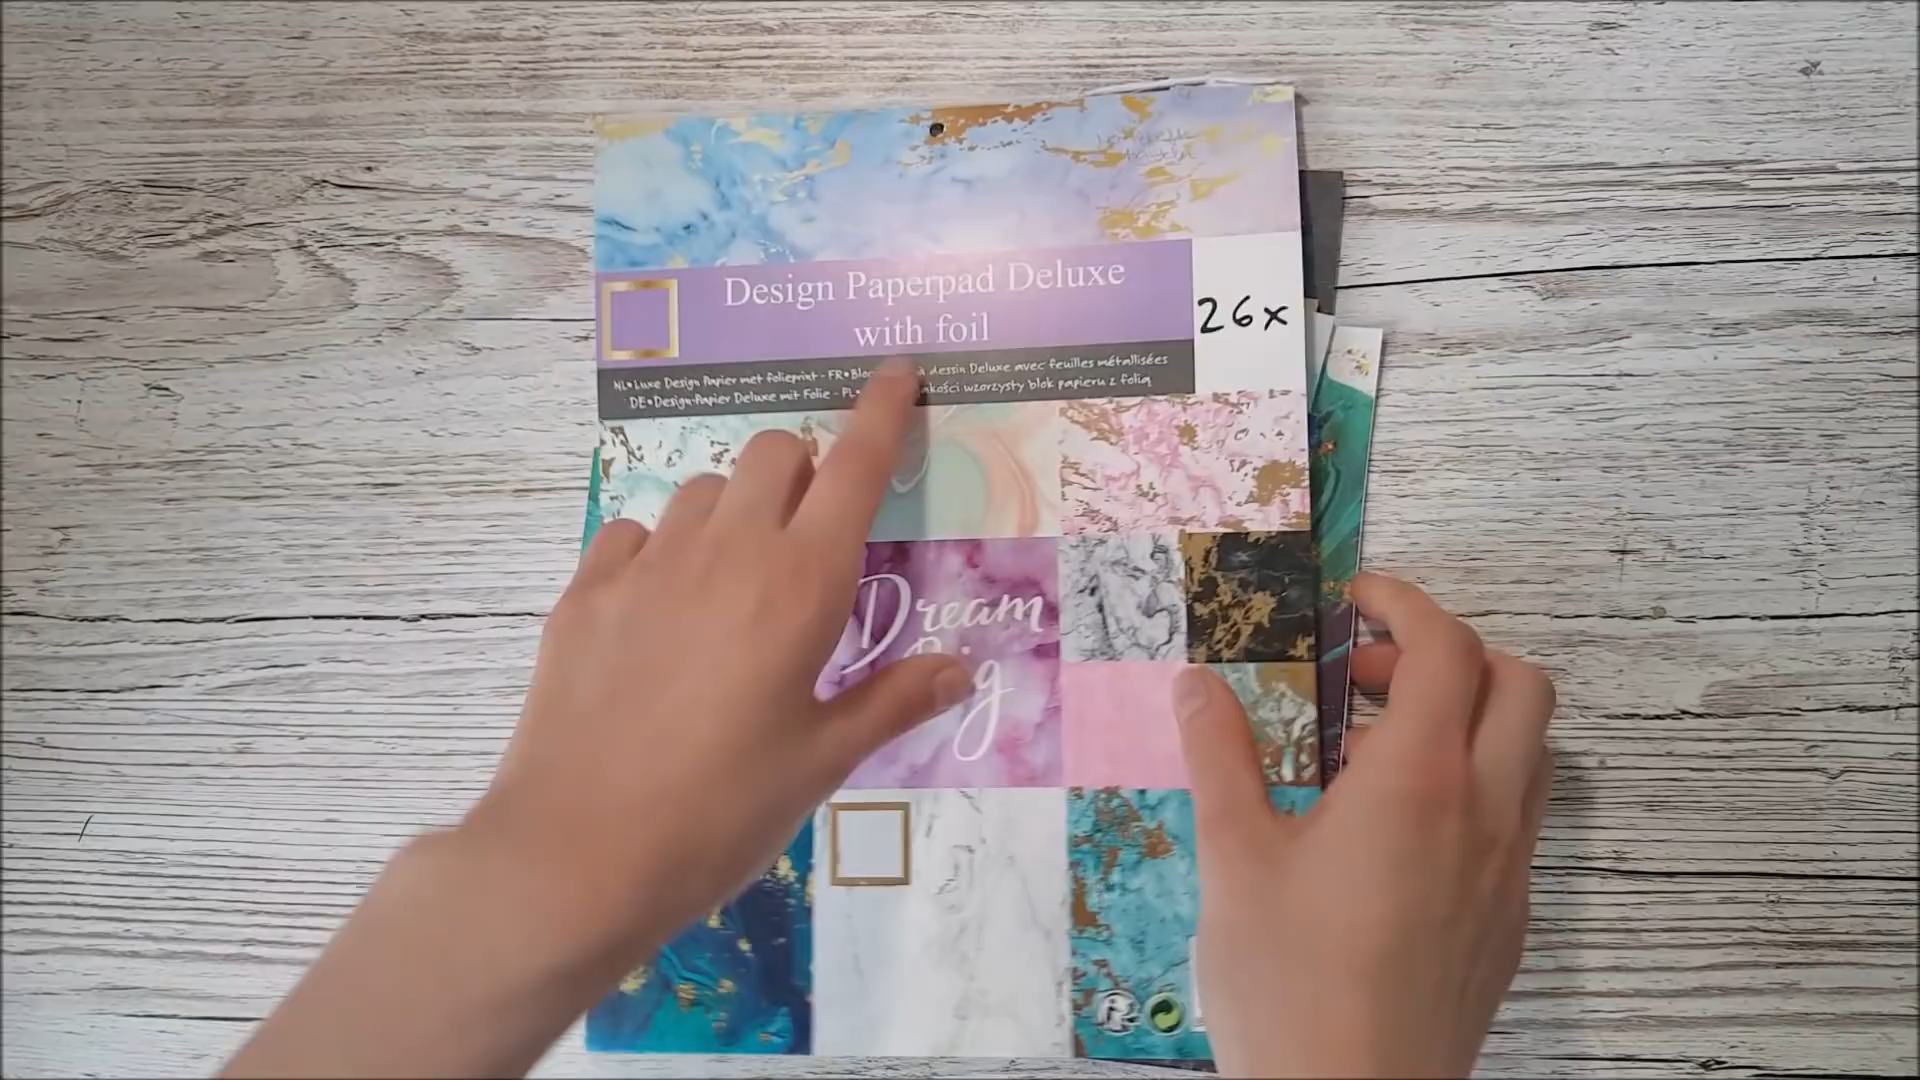 Design Paperpad Deluxe
with foil
26x
NL•Luxe Design Papier met folieprint - FR•Bloc à dessin Deluxe avec feuilles métallisées
DE•Design-Papier Deluxe mit Folie - PL• wzorzysty blok papieru z folią
Dream